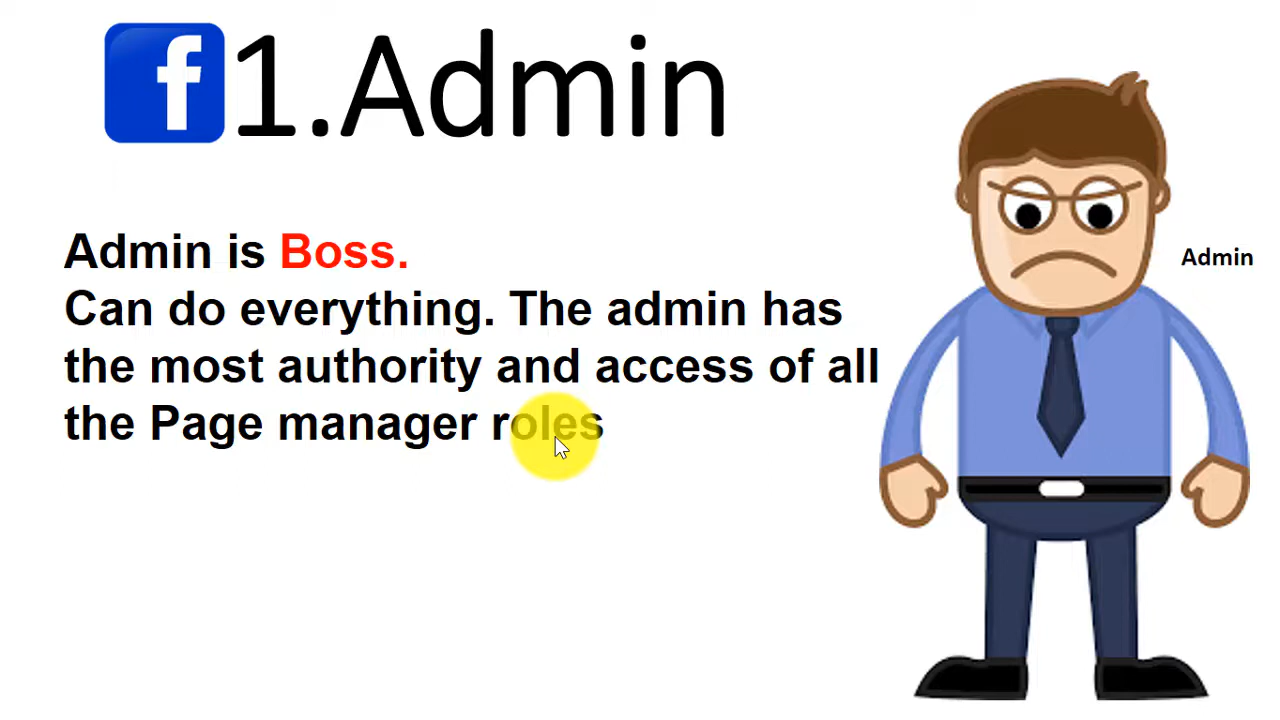 f 1.Admin
Admin is Boss.
Can do everything. The admin has
the most authority and access of all
the Page manager roles
Admin